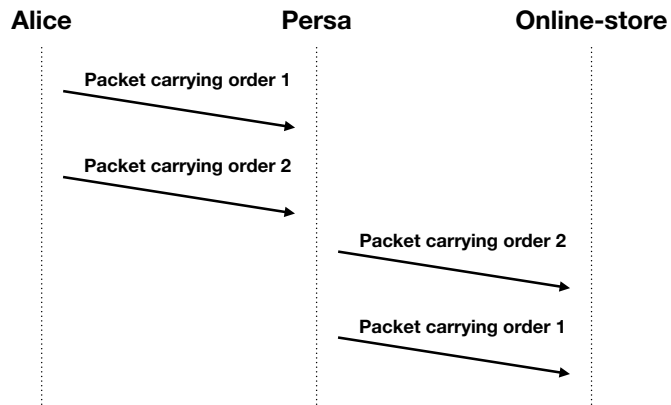 Alice
Persa
Online-store
Packet carrying order 1
Packet carrying order 2
Packet carrying order 2
Packet carrying order 1